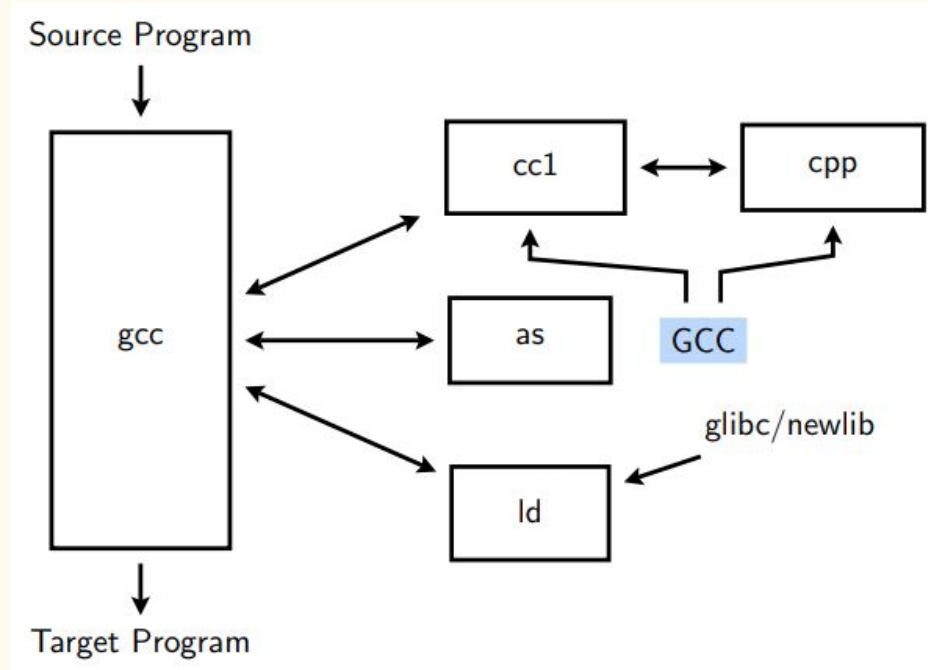 Source Program
cc1
cpp
gcc
as
GCC
glibc/newlib
ld
Target Program